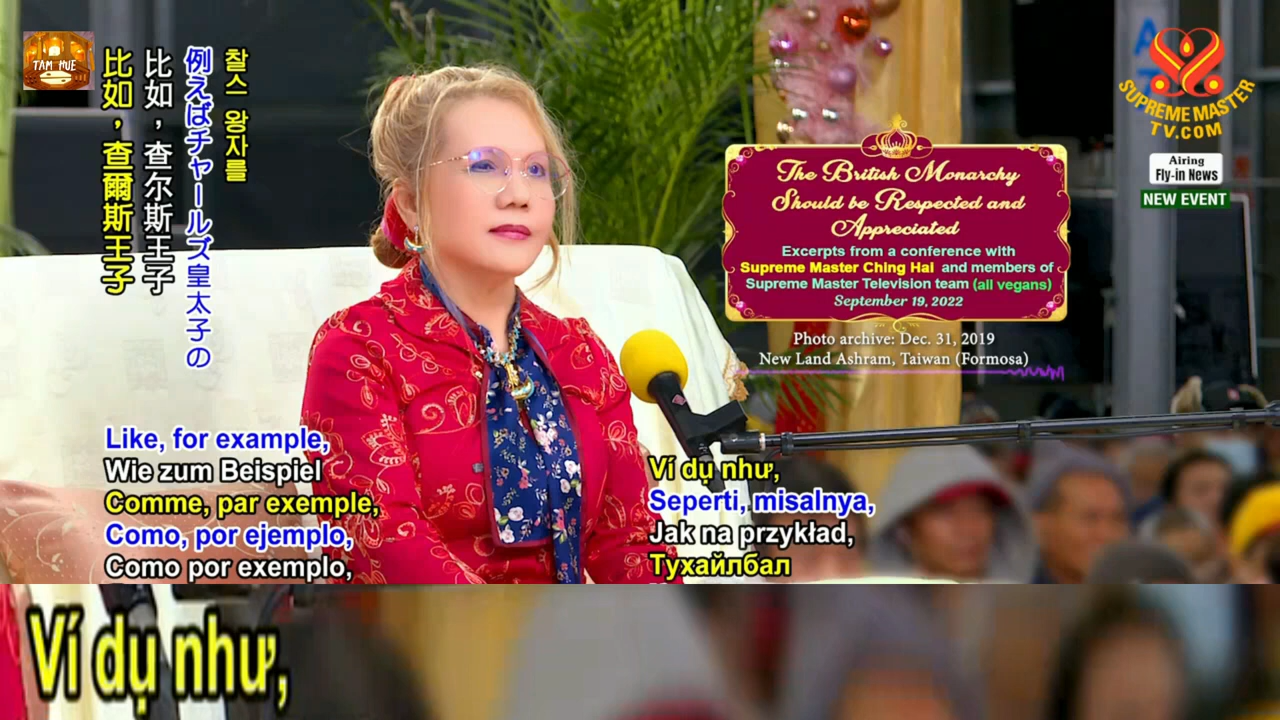 TAM HUE
찰스 왕자를
例えばチャールズ皇太子の
比如，查尔斯王子
比如，查爾斯王子
SUPREME MASTER
TV.COM
Airing
Fly-in News
NEW EVENT
The British Monarchy
Should be Respected and
Appreciated
Excerpts from a conference with
Supreme Master Ching Hai and members of
Supreme Master Television team (all vegans)
September 19, 2022
Photo archive: Dec. 31, 2019
New Land Ashram, Taiwan (Formosa)
Like, for example,
Wie zum Beispiel
Comme, par exemple,
Como, por ejemplo,
Como por exemplo,
Ví dụ như,
Seperti, misalnya,
Jak na przykład,
Тухайлбал
Ví dụ như,